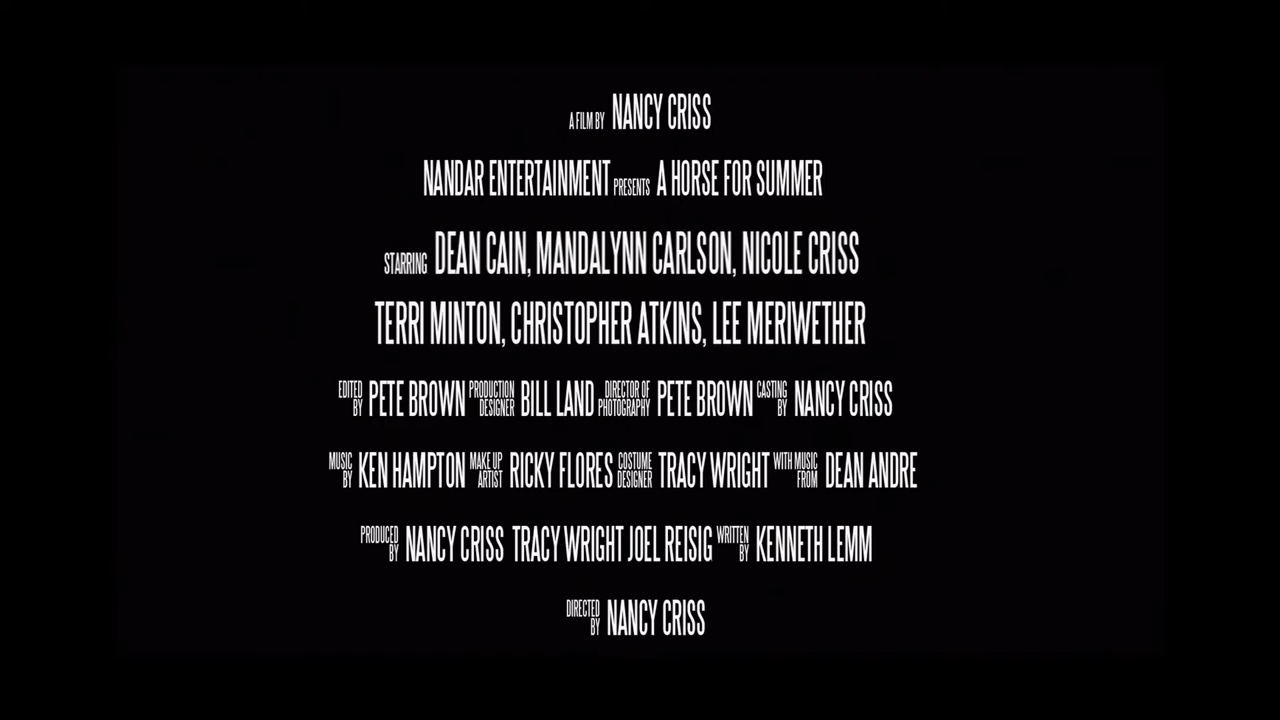 A FILM BY NANCY CRISS
NANDAR ENTERTAINMENT PRESENTS A HORSE FOR SUMMER
STARRING DEAN CAIN, MANDALYNN CARLSON, NICOLE CRISS
TERRI MINTON, CHRISTOPHER ATKINS, LEE MERIWETHER
EDITED BY PETE BROWN PRODUCTION DESIGNER BILL LAND DIRECTOR OF PHOTOGRAPHY PETE BROWN CASTING BY NANCY CRISS
MUSIC BY KEN HAMPTON MAKE UP ARTIST RICKY FLORES COSTUME DESIGNER TRACY WRIGHT WITH MUSIC FROM DEAN ANDRE
PRODUCED BY NANCY CRISS TRACY WRIGHT JOEL REISIG WRITTEN BY KENNETH LEMM
DIRECTED BY NANCY CRISS